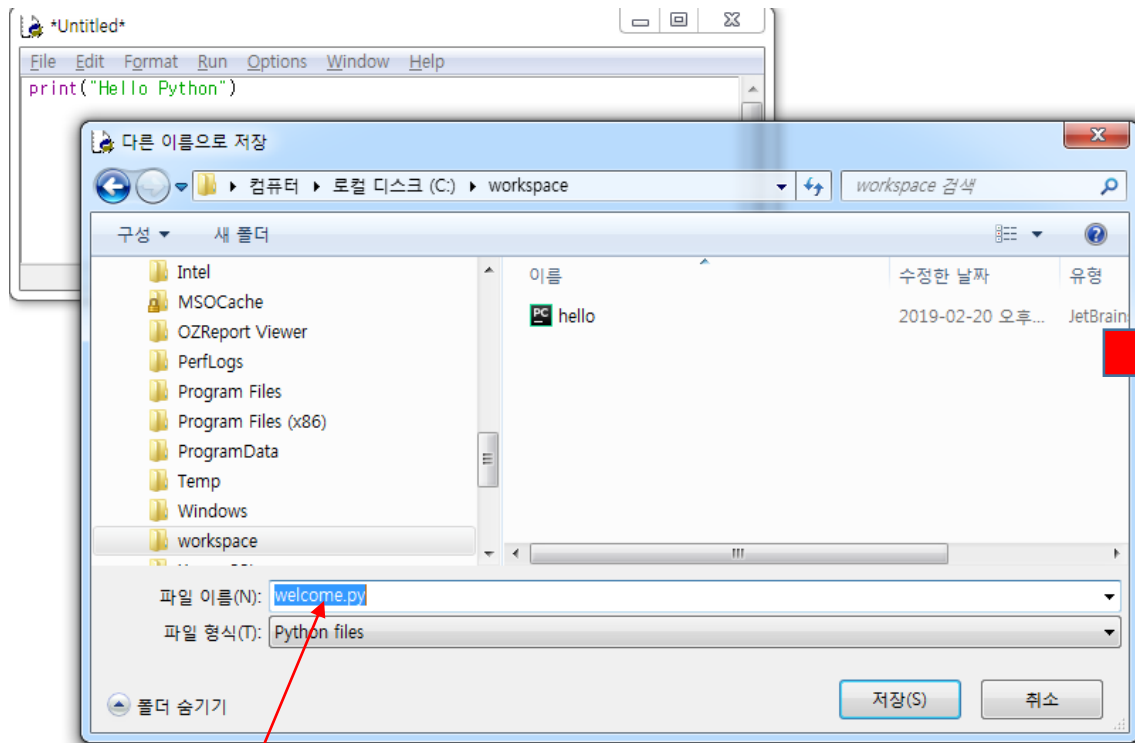 *Untitled*
File Edit Format Run Options Window Help
print("Hello Python")
다른 이름으로 저장
컴퓨터 ▶ 로컬 디스크 (C:) ▶ workspace
workspace 검색
구성 ▼ 새 폴더
이름 수정한 날짜 유형
Intel
MSOCache
OZReport Viewer
PerfLogs
Program Files
Program Files (x86)
ProgramData
Temp
Windows
workspace
PC hello 2019-02-20 오후... JetBrain
파일 이름(N): welcome.py
파일 형식(T): Python files
폴더 숨기기
저장(S) 취소